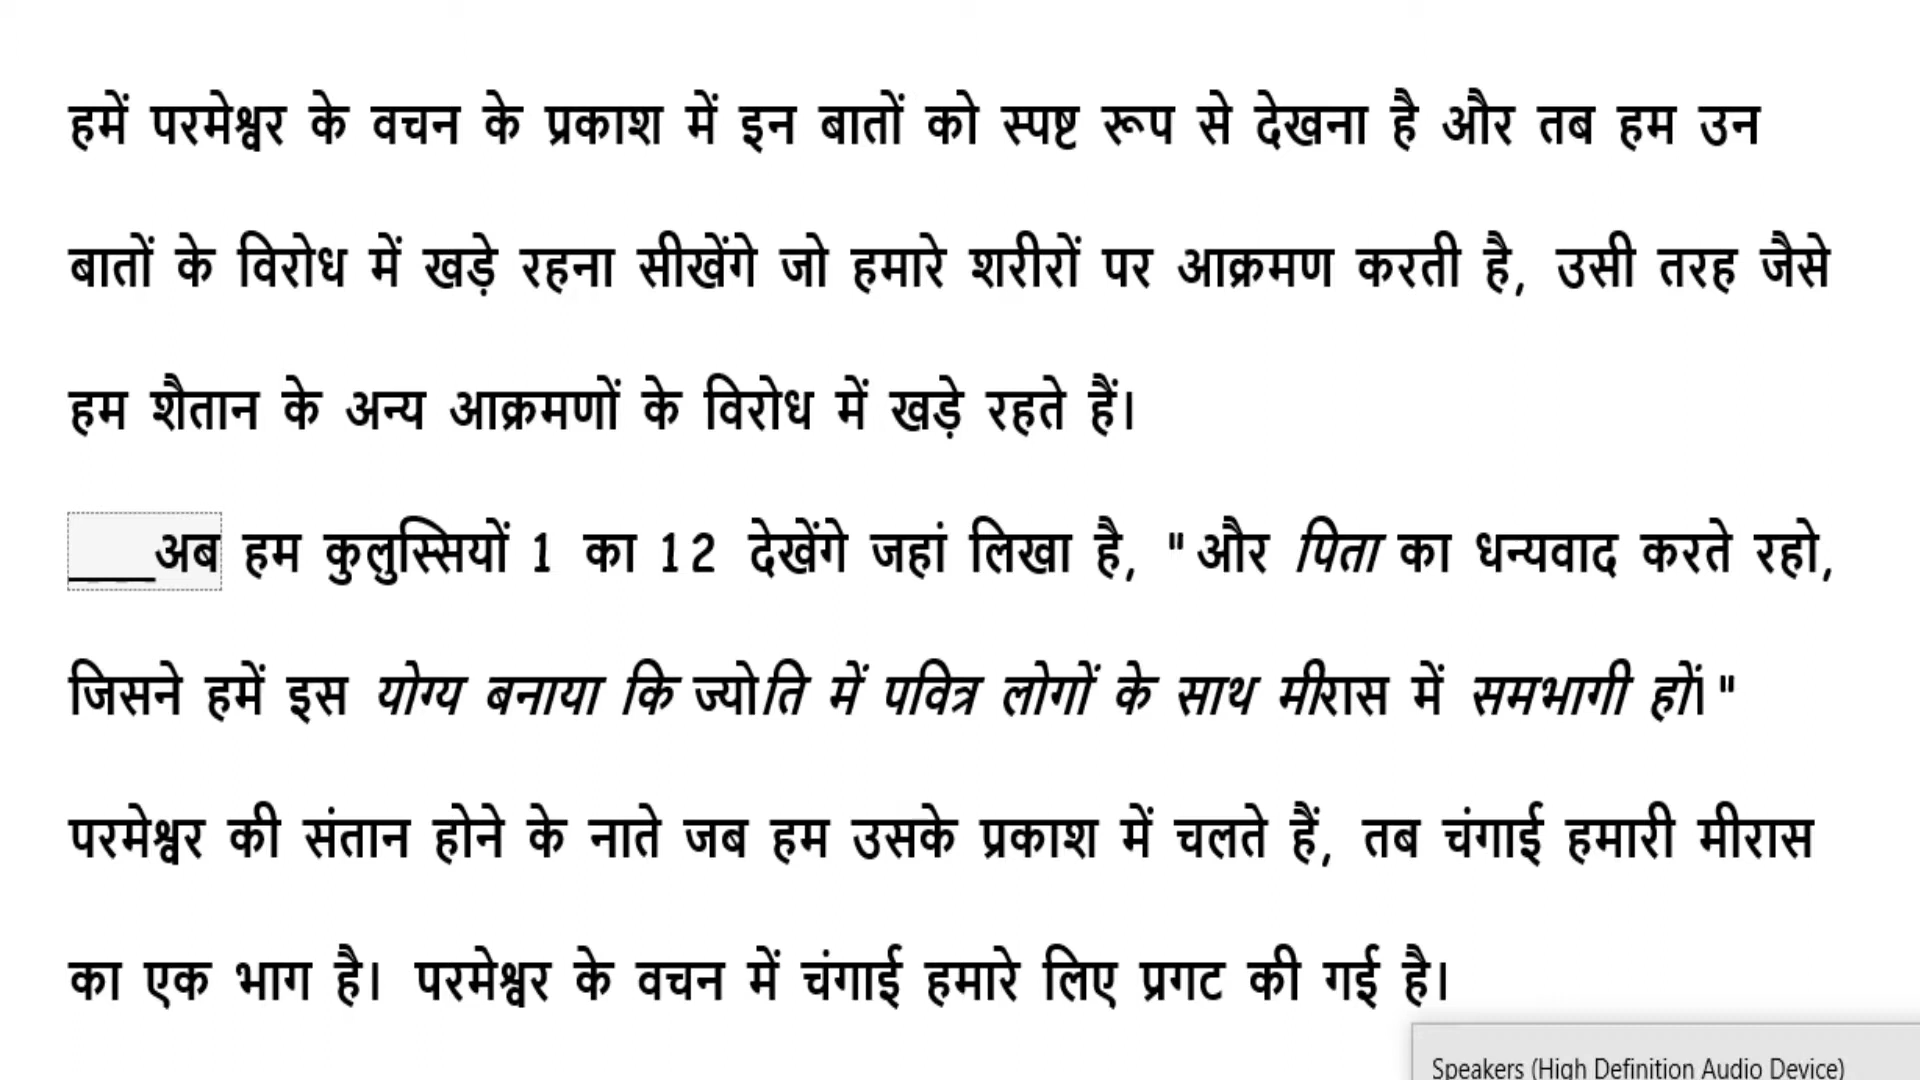 हमें परमेश्वर के वचन के प्रकाश में इन बातों को स्पष्ट रूप से देखना है और तब हम उन
बातों के विरोध में खड़े रहना सीखेंगे जो हमारे शरीरों पर आक्रमण करती है, उसी तरह जैसे
हम शैतान के अन्य आक्रमणों के विरोध में खड़े रहते हैं।
____अब हम कुलुस्सियों 1 का 12 देखेंगे जहां लिखा है, "और पिता का धन्यवाद करते रहो,
जिसने हमें इस योग्य बनाया कि ज्योति में पवित्र लोगों के साथ मीरास में समभागी हों।"
परमेश्वर की संतान होने के नाते जब हम उसके प्रकाश में चलते हैं, तब चंगाई हमारी मीरास
का एक भाग है। परमेश्वर के वचन में चंगाई हमारे लिए प्रगट की गई है।
Speakers (High Definition Audio Device)